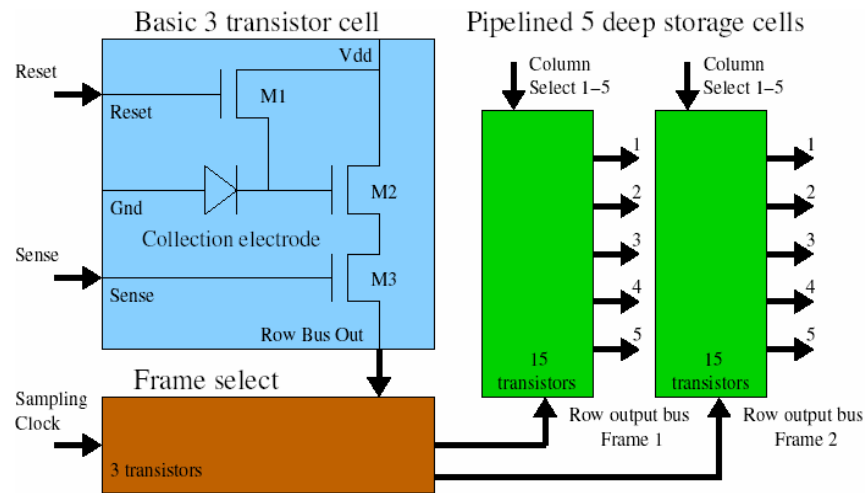 Basic 3 transistor cell
Pipelined 5 deep storage cells
Reset
Vdd
M1
Reset
Gnd
M2
Collection electrode
Sense
M3
Sense
Row Bus Out
Column
Select 1–5
Column
Select 1–5
1
2
3
4
5
1
2
3
4
5
15
transistors
15
transistors
Frame select
Sampling
Clock
3 transistors
Row output bus
Frame 1
Row output bus
Frame 2